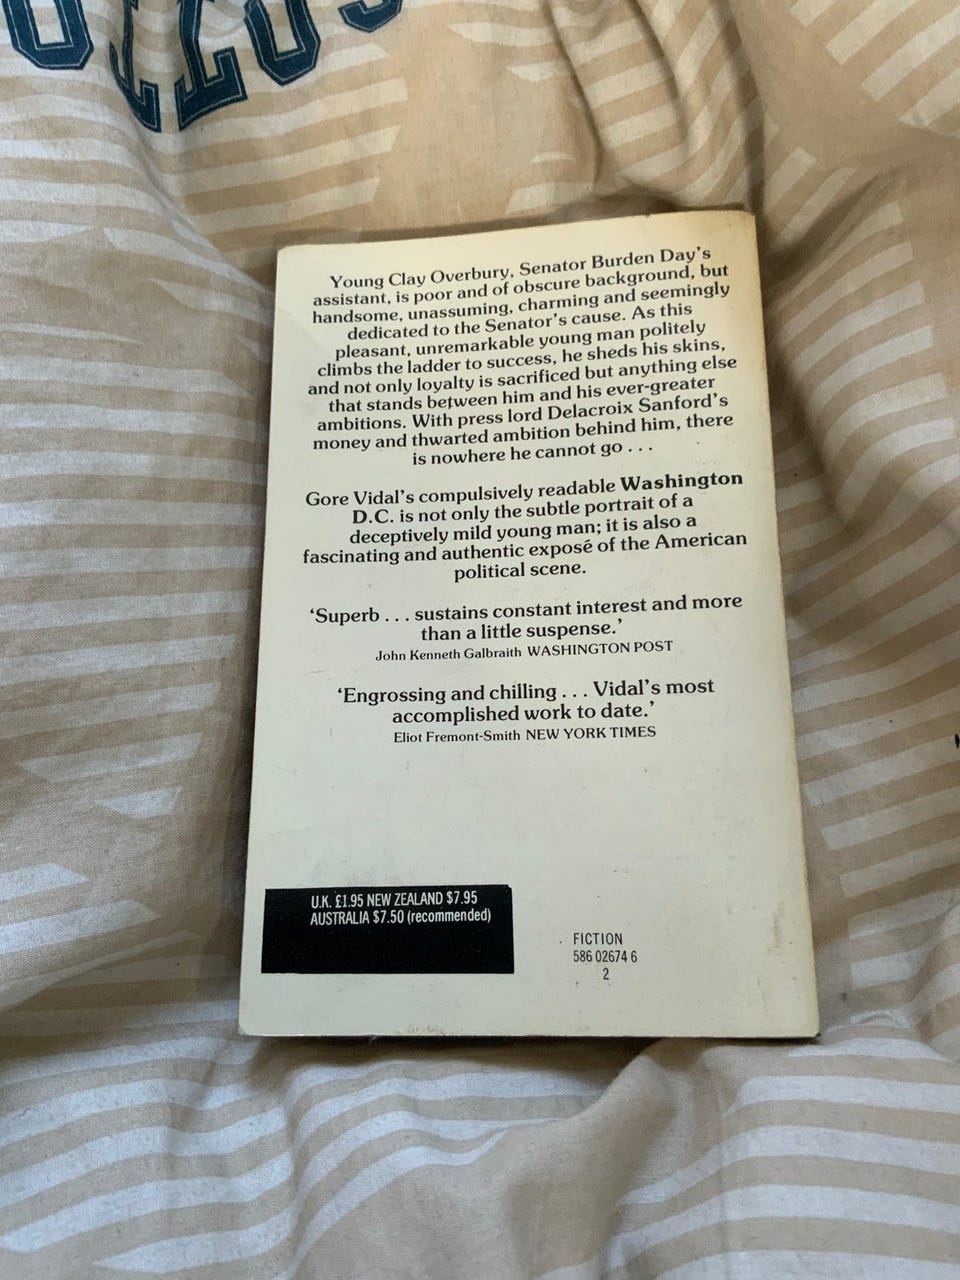 Young Clay Overbury, Senator Burden Day's
assistant, is poor and of obscure background, but
handsome, unassuming, charming and seemingly
dedicated to the Senator's cause. As this
pleasant, unremarkable young man politely
climbs the ladder to success, he sheds his skins,
and not only loyalty is sacrificed but anything else
that stands between him and his ever-greater
ambitions. With press lord Delacroix Sanford's
money and thwarted ambition behind him, there
is nowhere he cannot go . . .
Gore Vidal's compulsively readable Washington
D.C. is not only the subtle portrait of a
deceptively mild young man; it is also a
fascinating and authentic exposé of the American
political scene.
'Superb . . . sustains constant interest and more
than a little suspense.'
John Kenneth Galbraith WASHINGTON POST
'Engrossing and chilling . . . Vidal's most
accomplished work to date.'
Eliot Fremont-Smith NEW YORK TIMES
U.K. £1.95 NEW ZEALAND $7.95
AUSTRALIA $7.50 (recommended)
FICTION
586 02674 6
2